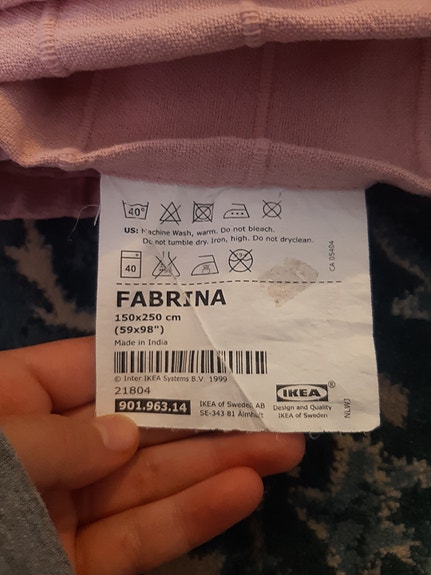 40°
US: Machine Wash, warm. Do not bleach.
Do not tumble dry. Iron, high. Do not dryclean.
40
CA 05404
FABRINA
150x250 cm
(59x98")
Made in India
© Inter IKEA Systems B.V. 1999
21804
901.963.14
IKEA of Sweden AB
SE-343 81 Älmhult
IKEA®
Design and Quality
IKEA of Sweden